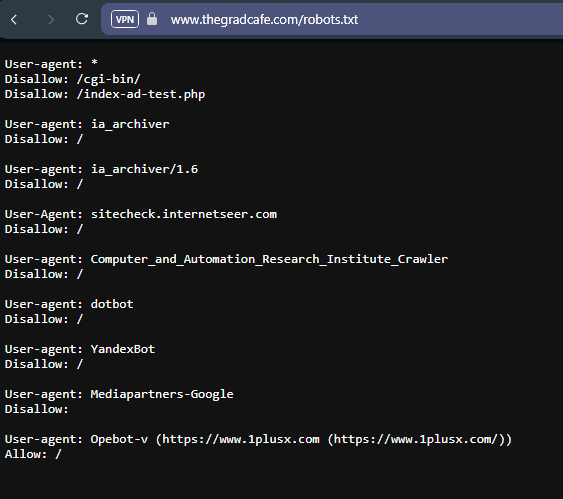 VPN www.thegradcafe.com/robots.txt
User-agent: *
Disallow: /cgi-bin/
Disallow: /index-ad-test.php
User-agent: ia_archiver
Disallow: /
User-agent: ia_archiver/1.6
Disallow: /
User-Agent: sitecheck.internetseer.com
Disallow: /
User-agent: Computer_and_Automation_Research_Institute_Crawler
Disallow: /
User-agent: dotbot
Disallow: /
User-agent: YandexBot
Disallow: /
User-agent: Mediapartners-Google
Disallow:
User-agent: Opebot-v (https://www.1plusx.com (https://www.1plusx.com/))
Allow: /